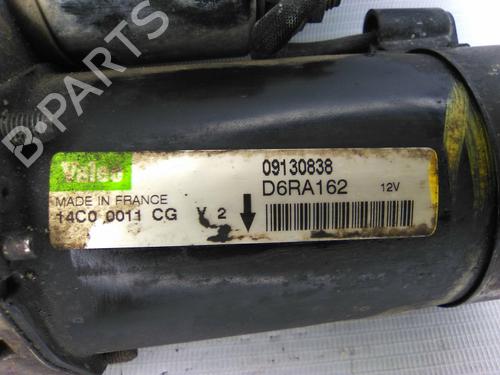 B-PARTS
Valeo
09130838
D6RA162 12V
MADE IN FRANCE
14C0 0011 CG V 2